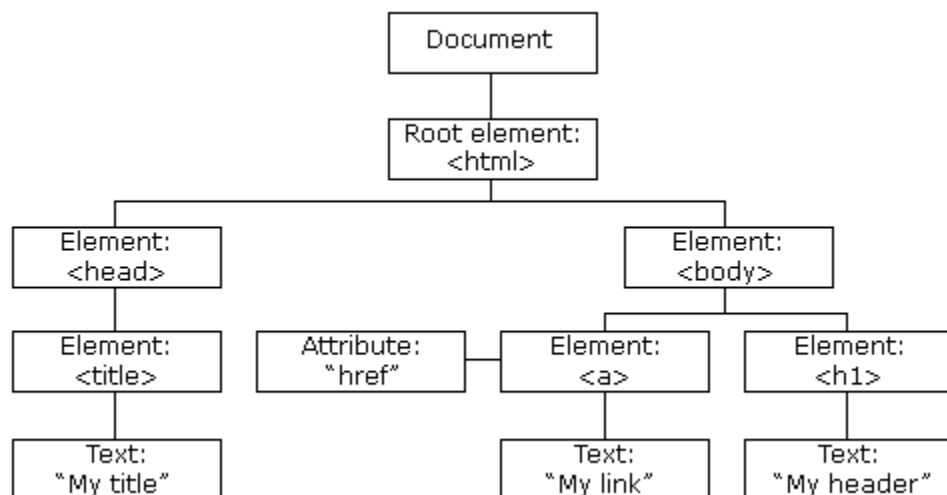 Document
Root element:
<html>
Element:
<head>
Element:
<body>
Element:
<title>
Attribute:
“href”
Element:
<a>
Element:
<h1>
Text:
“My title”
Text:
“My link”
Text:
“My header”